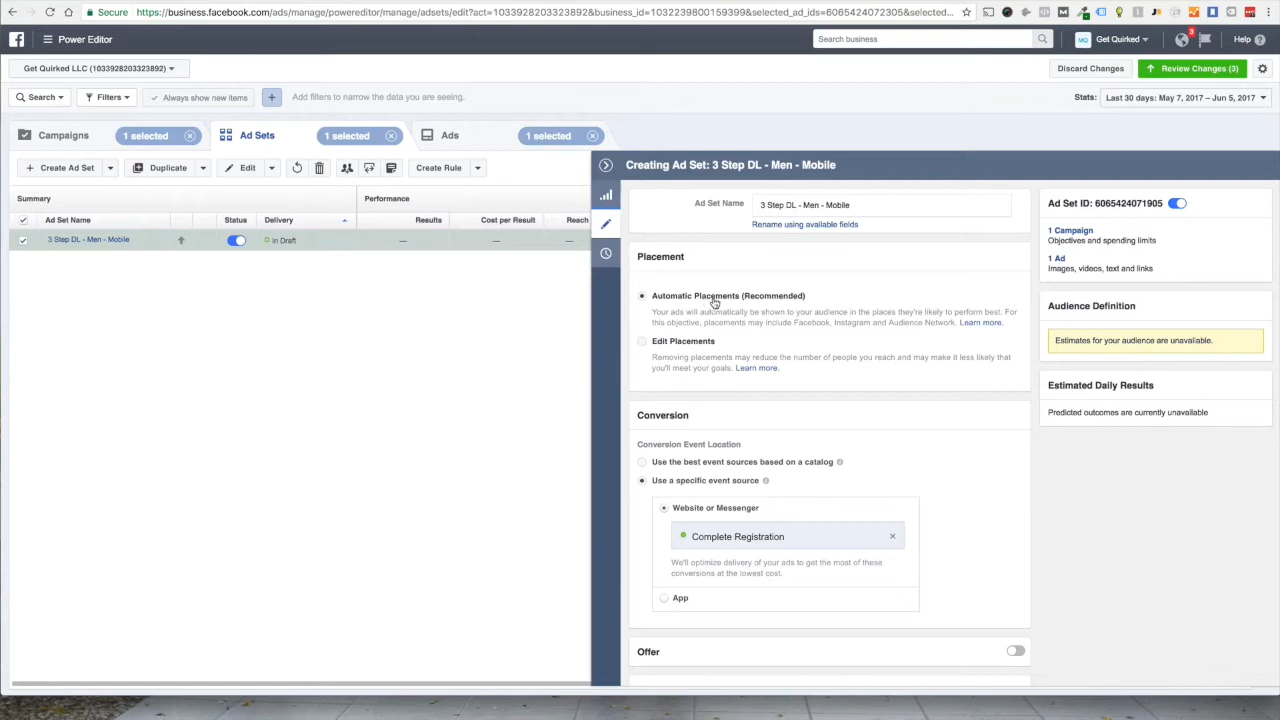 Secure
https://business.facebook.com/ads/manage/powereditor/manage/adsets/edit?act=1033928203323892&business_id=1032239800159399&selected_ad_ids=6065424072305&selected...
Power Editor
Search business
MQ
Get Quirked
3
Help
Get Quirked LLC (1033928203323892)
Discard Changes
Review Changes (3)
Search
Filters
Always show new items
Add filters to narrow the data you are seeing.
Stats:
Last 30 days: May 7, 2017 – Jun 5, 2017
Campaigns
1 selected
Ad Sets
1 selected
Ads
1 selected
Create Ad Set
Duplicate
Edit
Create Rule
Summary
Performance
Ad Set Name
Status
Delivery
Results
Cost per Result
Reach
3 Step DL - Men - Mobile
In Draft
—
—
—
Creating Ad Set: 3 Step DL - Men - Mobile
Ad Set Name
3 Step DL - Men - Mobile
Rename using available fields
Placement
Automatic Placements (Recommended)
Your ads will automatically be shown to your audience in the places they're likely to perform best. For
this objective, placements may include Facebook, Instagram and Audience Network. Learn more.
Edit Placements
Removing placements may reduce the number of people you reach and may make it less likely that
you'll meet your goals. Learn more.
Conversion
Conversion Event Location
Use the best event sources based on a catalog
Use a specific event source
Website or Messenger
Complete Registration
We'll optimize delivery of your ads to get the most of these
conversions at the lowest cost.
App
Offer
Ad Set ID: 6065424071905
1 Campaign
Objectives and spending limits
1 Ad
Images, videos, text and links
Audience Definition
Estimates for your audience are unavailable.
Estimated Daily Results
Predicted outcomes are currently unavailable